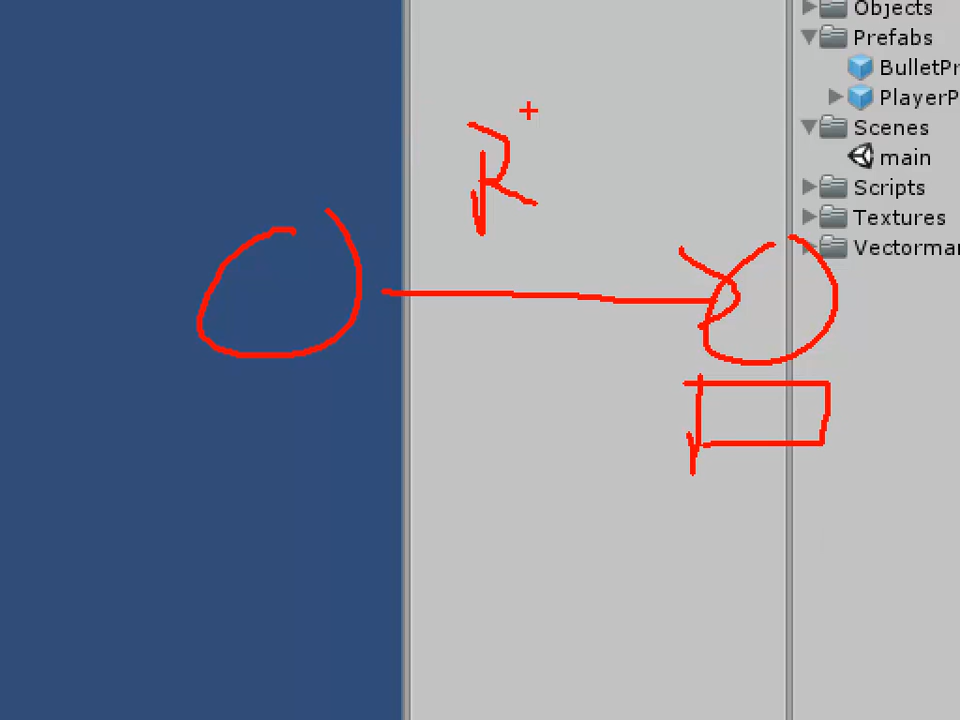 Objects
Prefabs
BulletPr
PlayerP
Scenes
main
Scripts
Textures
Vectorma
R